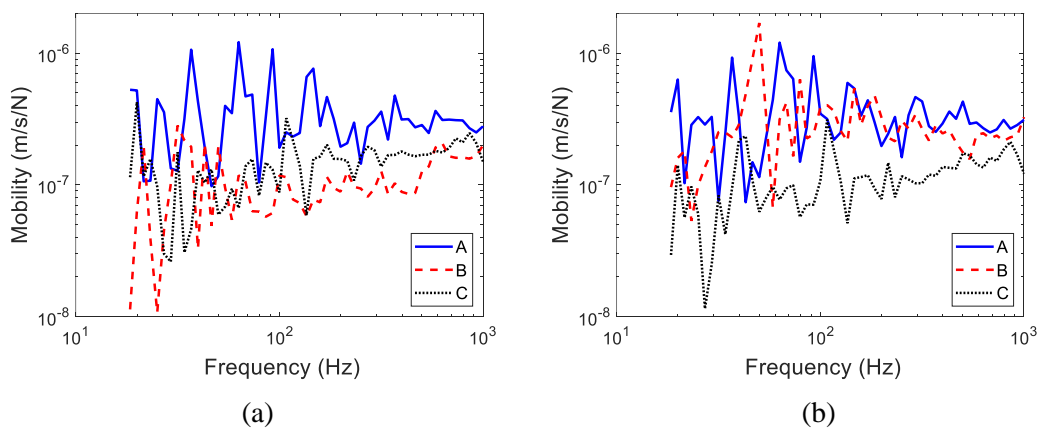 Mobility (m/s/N)
10^-6
10^-7
10^-8
A
B
C
10^1
10^2
10^3
Frequency (Hz)
(a)
Mobility (m/s/N)
10^-6
10^-7
10^-8
A
B
C
10^1
10^2
10^3
Frequency (Hz)
(b)